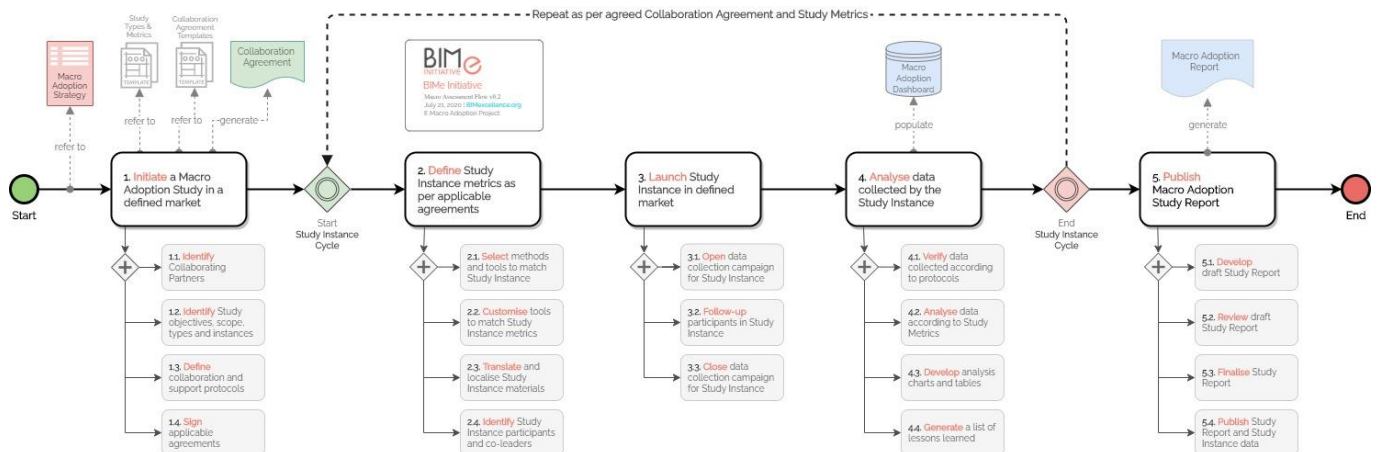 Repeat as per agreed Collaboration Agreement and Study Metrics
Study
Types &
Metrics
TEMPLATE
Collaboration
Agreement
Templates
TEMPLATE
Collaboration
Agreement
Macro
Adoption
Strategy
BIMe
INITIATIVE
BIMe Initiative
Macro Assessment Flow v0.2
July 21, 2020 | BIMexcellence.org
K Macro Adoption Project
Macro
Adoption
Dashboard
Macro Adoption
Report
refer to
refer to
refer to
generate
populate
generate
Start
1. Initiate a Macro
Adoption Study in a
defined market
Start
Study Instance
Cycle
2. Define Study
Instance metrics as
per applicable
agreements
3. Launch Study
Instance in defined
market
4. Analyse data
collected by the
Study Instance
End
Study Instance
Cycle
5. Publish
Macro Adoption
Study Report
End
1.1. Identify
Collaborating
Partners
1.2. Identify Study
objectives, scope,
types and instances
1.3. Define
collaboration and
support protocols
1.4. Sign
applicable
agreements
2.1. Select methods
and tools to match
Study Instance
2.2. Customise tools
to match Study
Instance metrics
2.3. Translate and
localise Study
Instance materials
2.4. Identify Study
Instance participants
and co-leaders
3.1. Open data
collection campaign
for Study Instance
3.2. Follow-up
participants in Study
Instance
3.3. Close data
collection campaign
for Study Instance
4.1. Verify data
collected according
to protocols
4.2. Analyse data
according to Study
Metrics
4.3. Develop analysis
charts and tables
4.4. Generate a list of
lessons learned
5.1. Develop
draft Study Report
5.2. Review draft
Study Report
5.3. Finalise Study
Report
5.4. Publish Study
Report and Study
Instance data